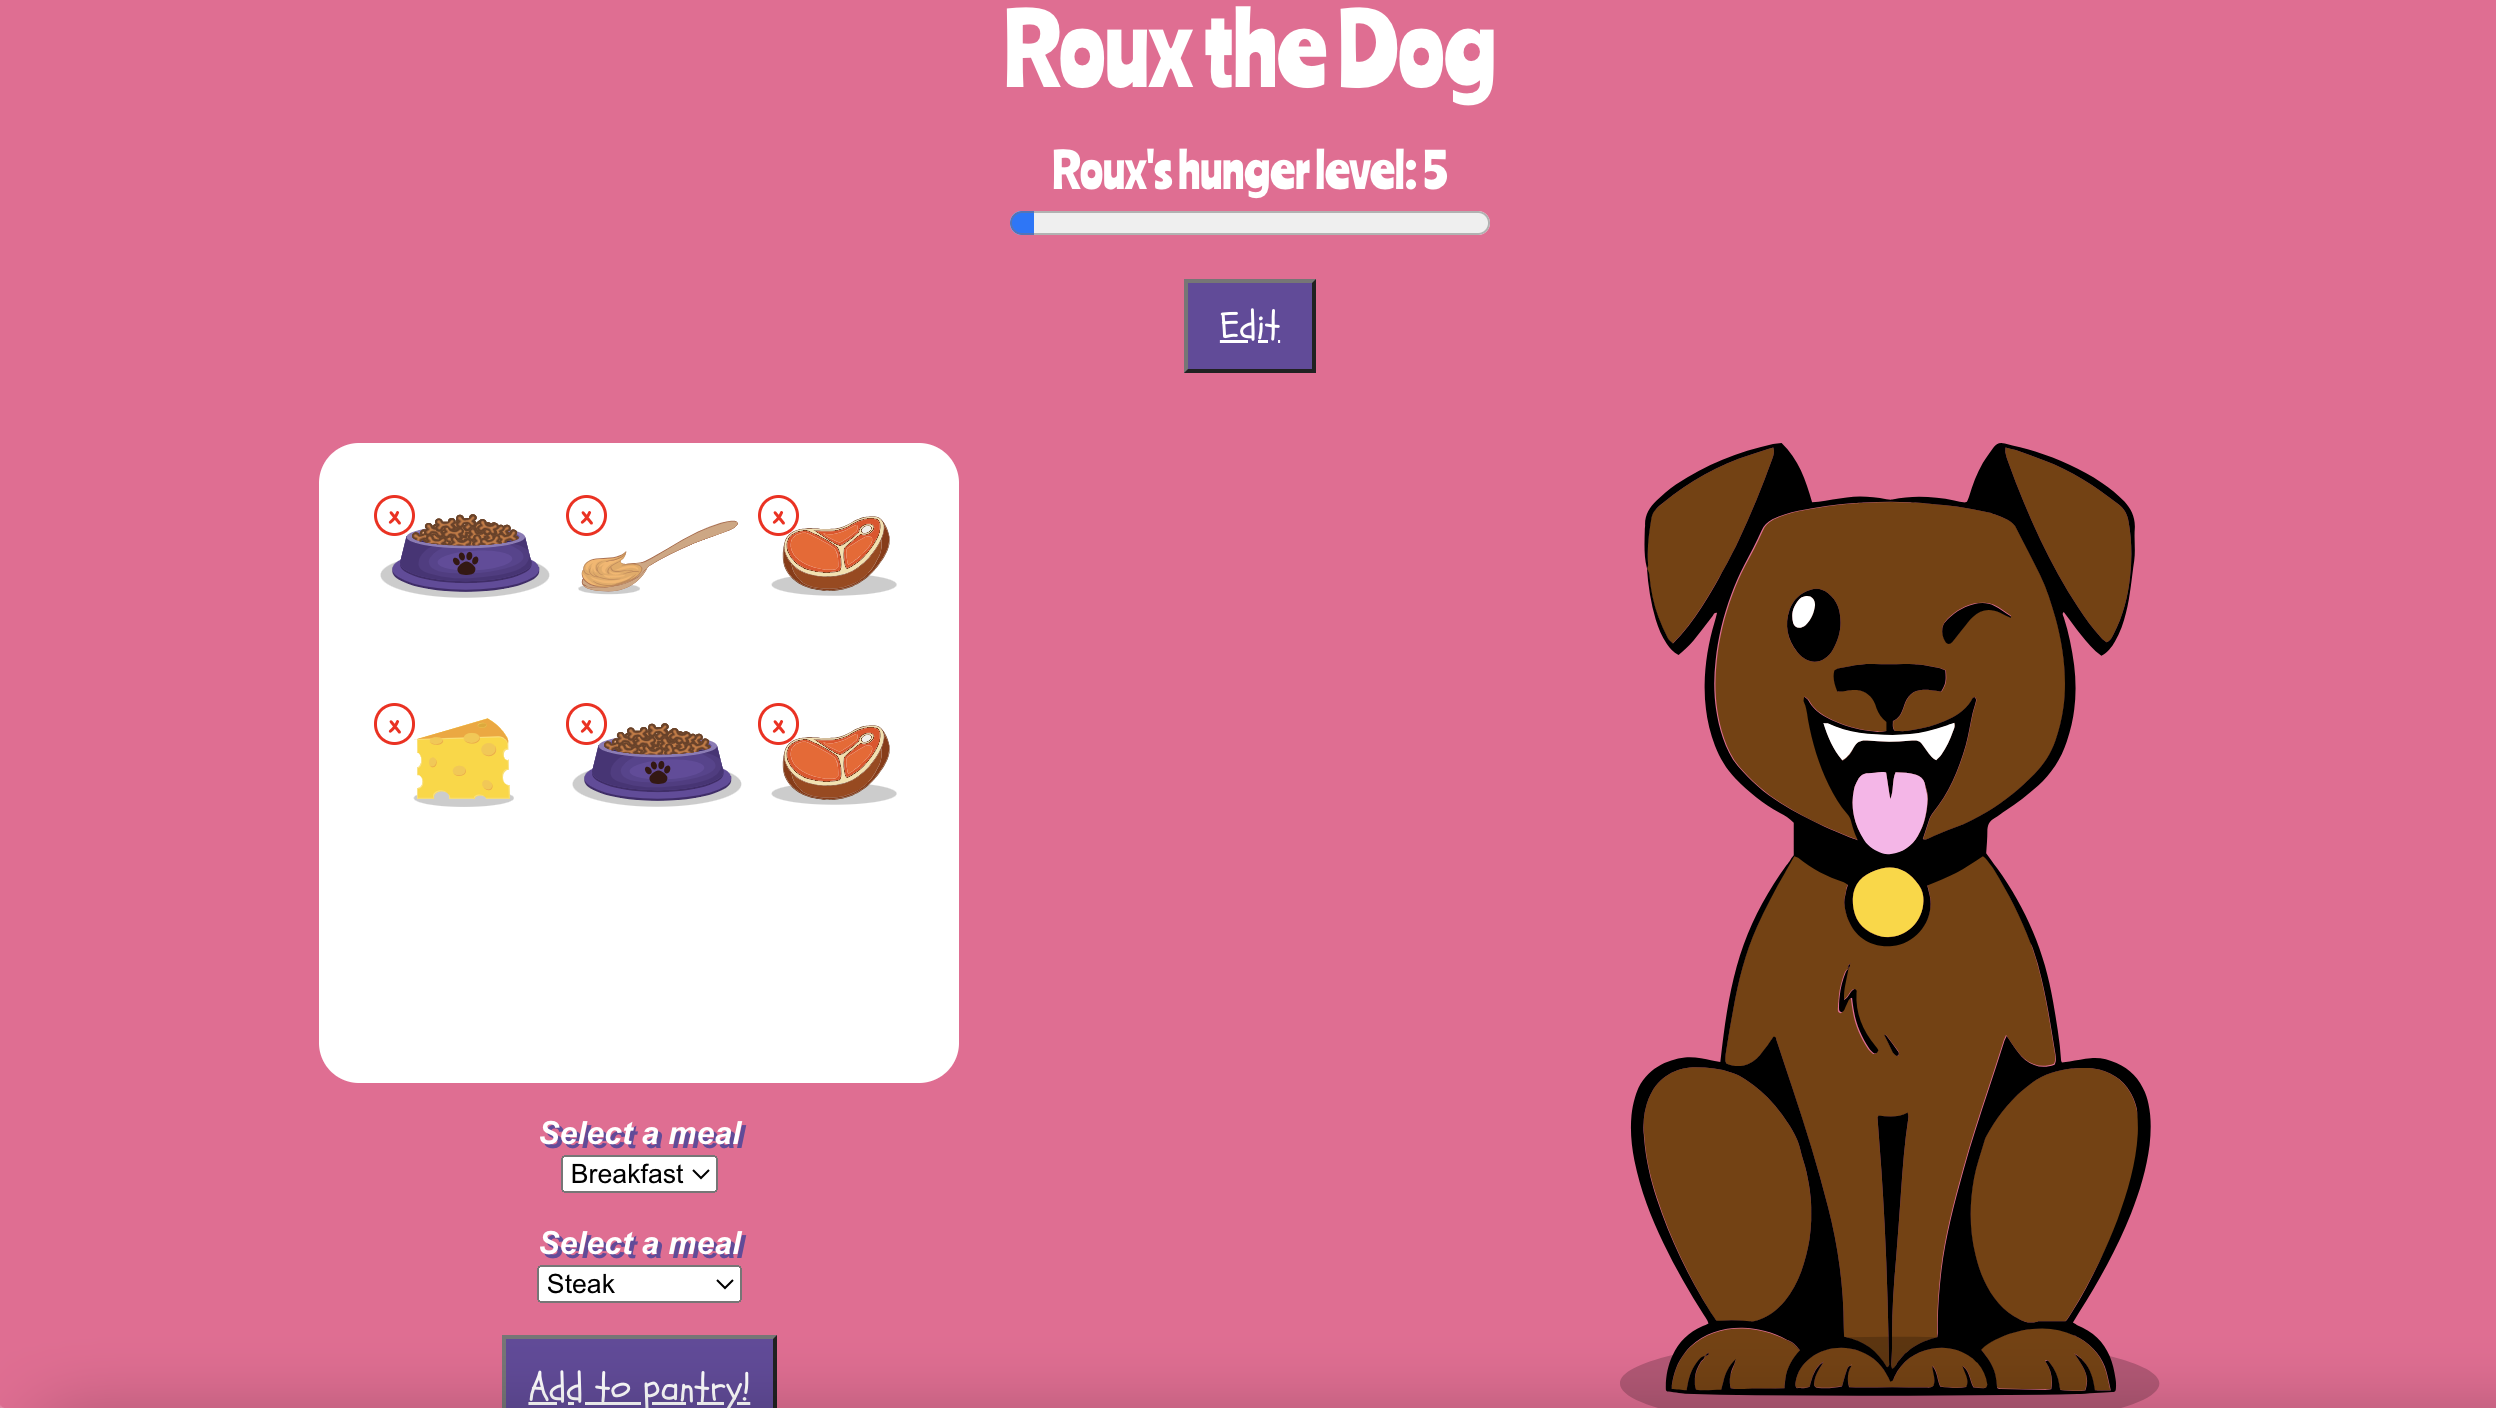 Roux the Dog
Roux's hunger level: 5
Edit
x x x
x x x
Select a meal
Breakfast
Select a meal
Steak
Add to pantry!